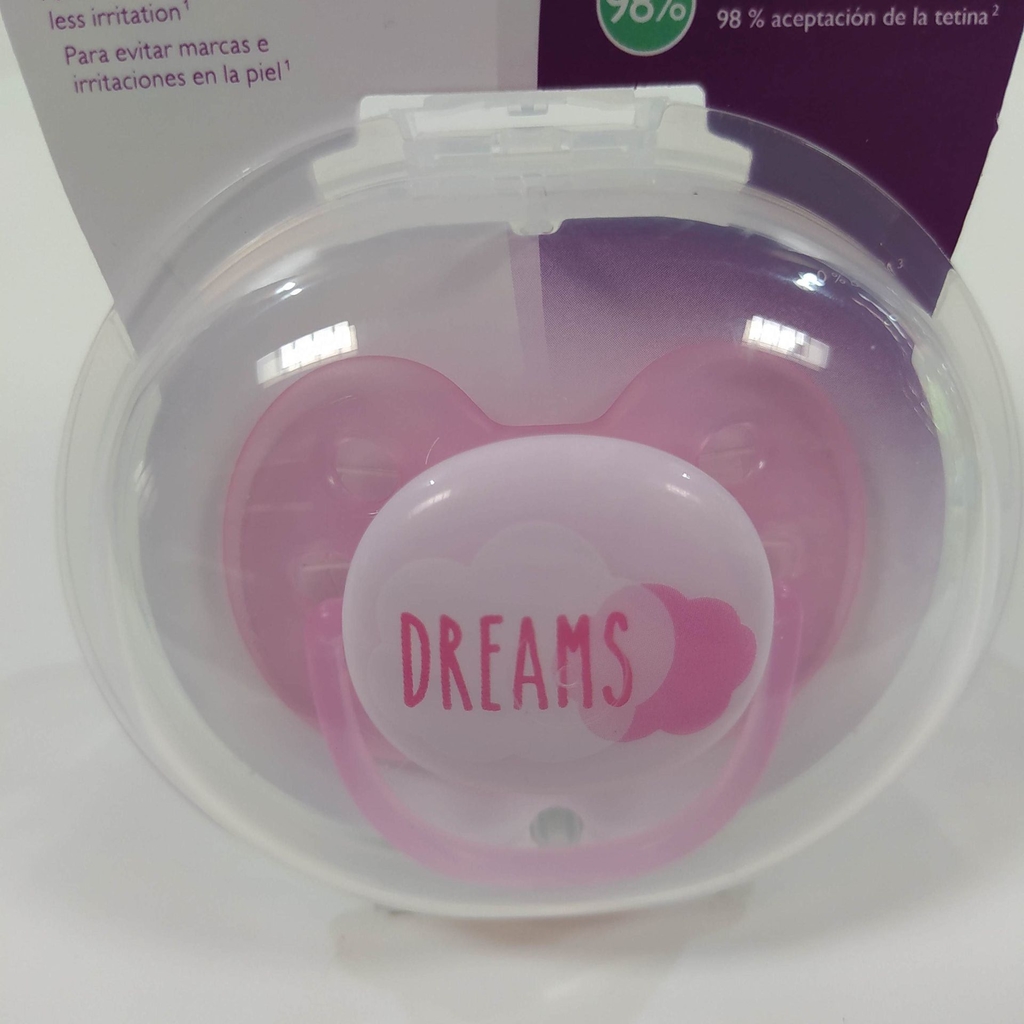 less irritation¹
Para evitar marcas e
irritaciones en la piel¹
98%
98 % aceptación de la tetina²
DREAMS